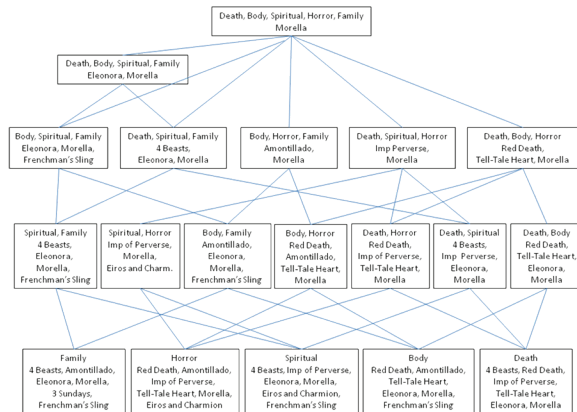 Death, Body, Spiritual, Horror, Family
Morella
Death, Body, Spiritual, Family
Eleonora, Morella
Body, Spiritual, Family
Eleonora, Morella,
Frenchman's Sling
Death, Spiritual, Family
4 Beasts,
Eleonora, Morella
Body, Horror, Family
Amontillado,
Morella
Death, Spiritual, Horror
Imp Perverse,
Morella
Death, Body, Horror
Red Death,
Tell-Tale Heart, Morella
Spiritual, Family
4 Beasts,
Eleonora,
Morella,
Frenchman's Sling
Spiritual, Horror
Imp of Perverse,
Morella,
Eiros and Charm.
Body, Family
Amontillado,
Eleonora,
Morella,
Frenchman's Sling
Body, Horror
Red Death,
Amontillado,
Tell-Tale Heart,
Morella
Death, Horror
Red Death,
Imp of Perverse,
Tell-Tale Heart,
Morella
Death, Spiritual
4 Beasts,
Imp Perverse,
Eleonora,
Morella
Death, Body
Red Death,
Tell-Tale Heart,
Eleonora,
Morella
Family
4 Beasts, Amontillado,
Eleonora, Morella,
3 Sundays,
Frenchman's Sling
Horror
Red Death, Amontillado,
Imp of Perverse,
Tell-Tale Heart, Morella,
Eiros and Charmion
Spiritual
4 Beasts, Imp of Perverse,
Eleonora, Morella,
Eiros and Charmion,
Frenchman's Sling
Body
Red Death, Amontillado,
Tell-Tale Heart,
Eleonora, Morella,
Frenchman's Sling
Death
4 Beasts, Red Death,
Imp of Perverse,
Tell-Tale Heart,
Eleonora, Morella